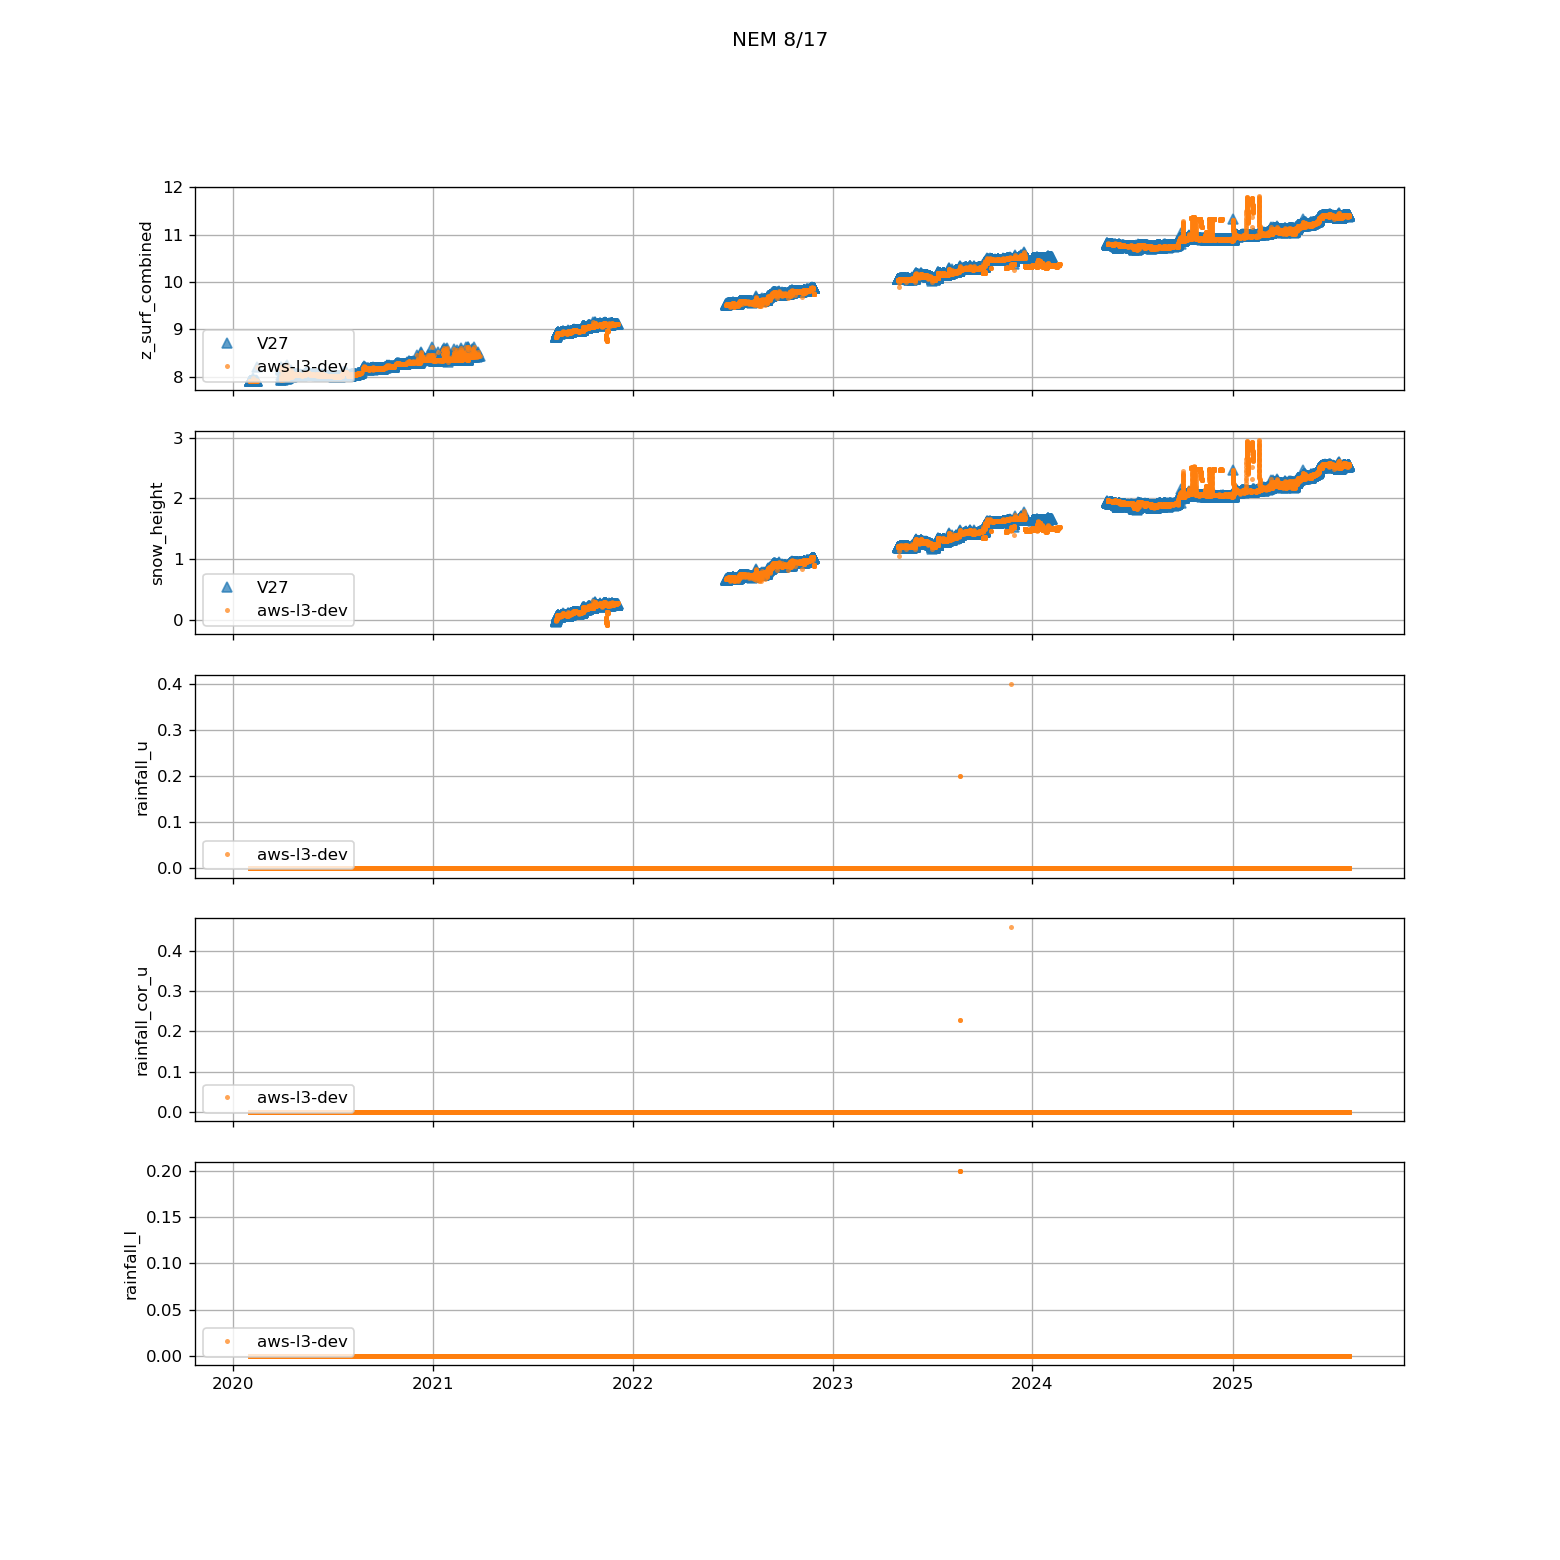 NEM 8/17
12
11
10
9
8
z_surf_combined
V27
aws-l3-dev
3
2
1
0
snow_height
V27
aws-l3-dev
0.4
0.3
0.2
0.1
0.0
rainfall_u
aws-l3-dev
0.4
0.3
0.2
0.1
0.0
rainfall_cor_u
aws-l3-dev
0.20
0.15
0.10
0.05
0.00
rainfall_l
aws-l3-dev
2020 2021 2022 2023 2024 2025